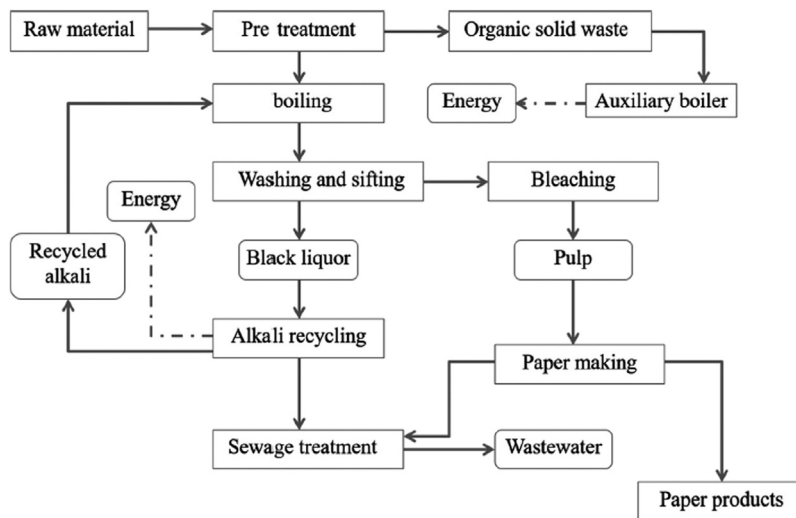 Raw material
Pre treatment
Organic solid waste
boiling
Energy
Auxiliary boiler
Washing and sifting
Bleaching
Energy
Recycled
alkali
Black liquor
Pulp
Alkali recycling
Paper making
Sewage treatment
Wastewater
Paper products